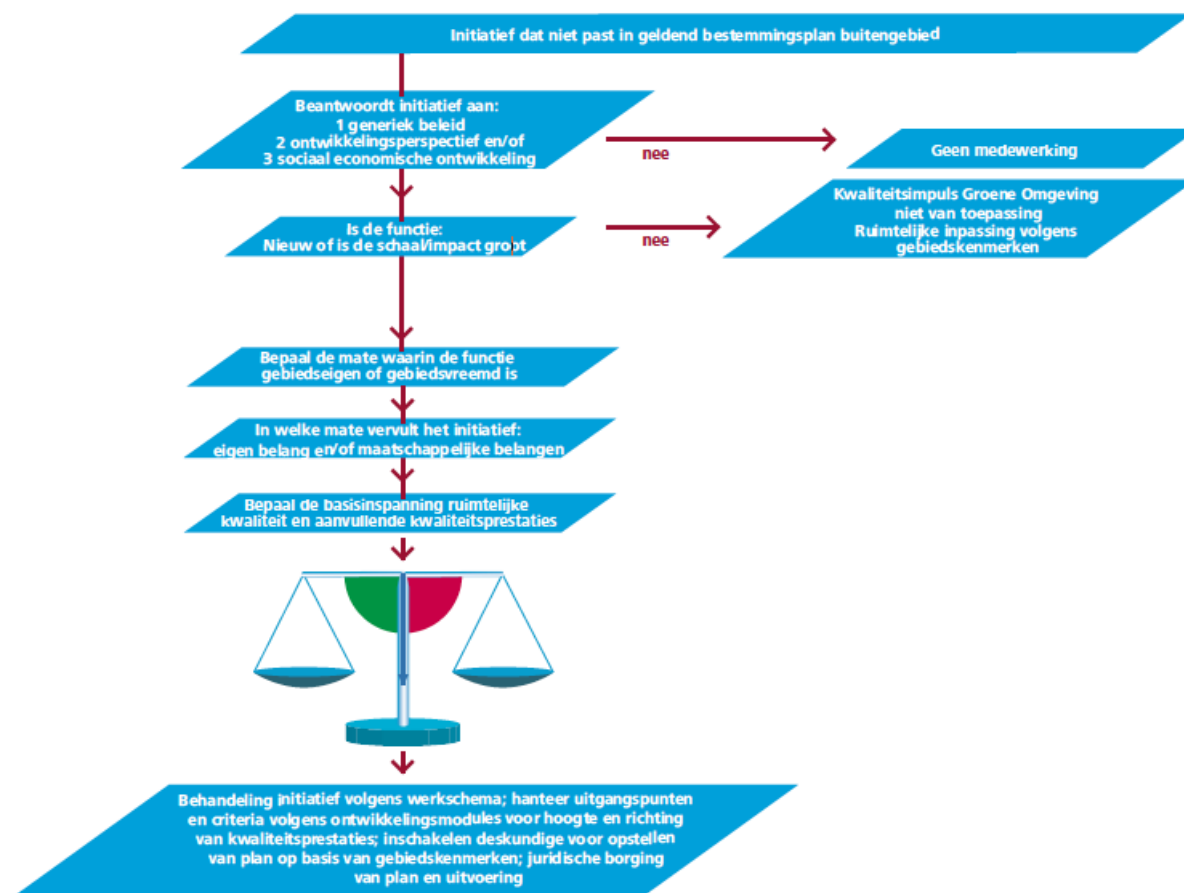 Initiatief dat niet past in geldend bestemmingsplan buitengebied
Beantwoordt initiatief aan:
1 generiek beleid
2 ontwikkelingsperspectief en/of
3 sociaal economische ontwikkeling
nee
Geen medewerking
Is de functie:
Nieuw of is de schaal/impact groot
nee
Kwaliteitsimpuls Groene Omgeving
niet van toepassing
Ruimtelijke inpassing volgens
gebiedskenmerken
Bepaal de mate waarin de functie
gebiedseigen of gebiedsvreemd is
In welke mate vervult het initiatief:
eigen belang en/of maatschappelijke belangen
Bepaal de basisinspanning ruimtelijke
kwaliteit en aanvullende kwaliteitsprestaties
Behandeling initiatief volgens werkschema; hanteer uitgangspunten
en criteria volgens ontwikkelingsmodules voor hoogte en richting
van kwaliteitsprestaties; inschakelen deskundige voor opstellen
van plan op basis van gebiedskenmerken; juridische borging
van plan en uitvoering